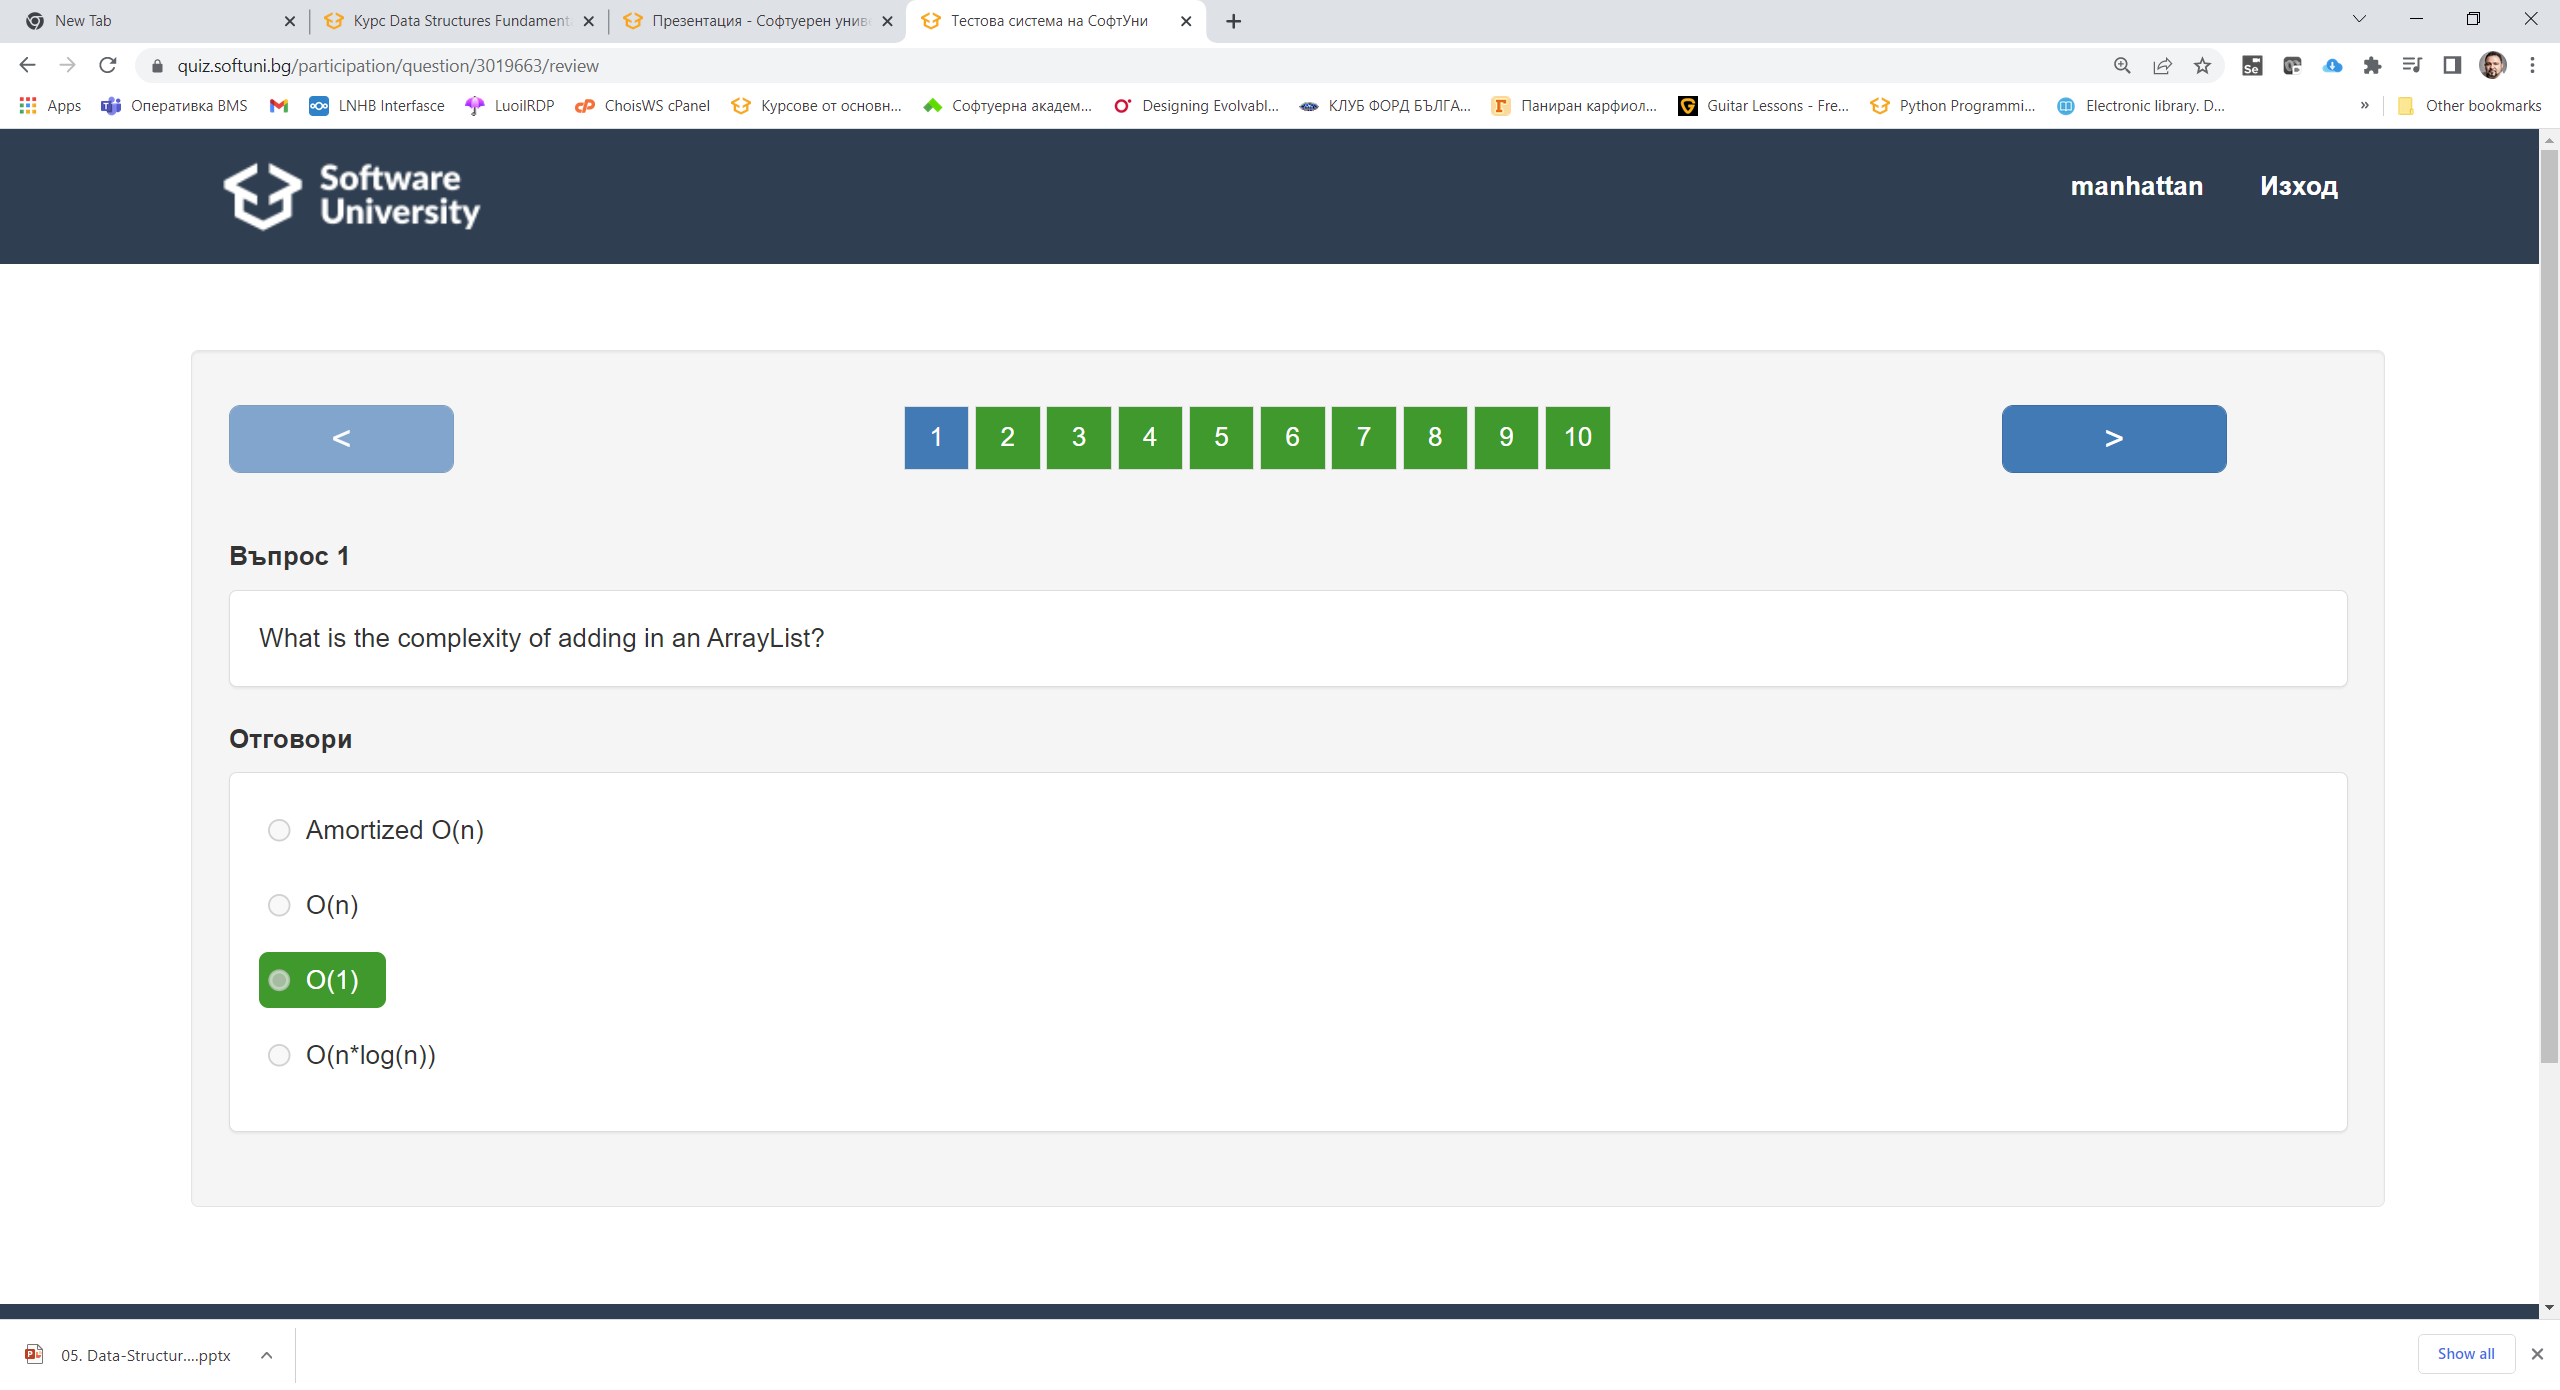 New Tab
Курс Data Structures Fundament
Презентация - Софтуерен униве
Тестова система на СофтУни
quiz.softuni.bg/participation/question/3019663/review
Apps
Оперативка BMS
LNHB Interfasce
LuoilRDP
ChoisWS cPanel
Курсове от основн...
Софтуерна академ...
Designing Evolvabl...
КЛУБ ФОРД БЪЛГА...
Паниран карфиол...
Guitar Lessons - Fre...
Python Programmi...
Electronic library. D...
»
Other bookmarks
Software
University
manhattan
Изход
<
1 2 3 4 5 6 7 8 9 10
>
Въпрос 1
What is the complexity of adding in an ArrayList?
Отговори
Amortized O(n)
O(n)
O(1)
O(n*log(n))
05. Data-Structur....pptx
Show all